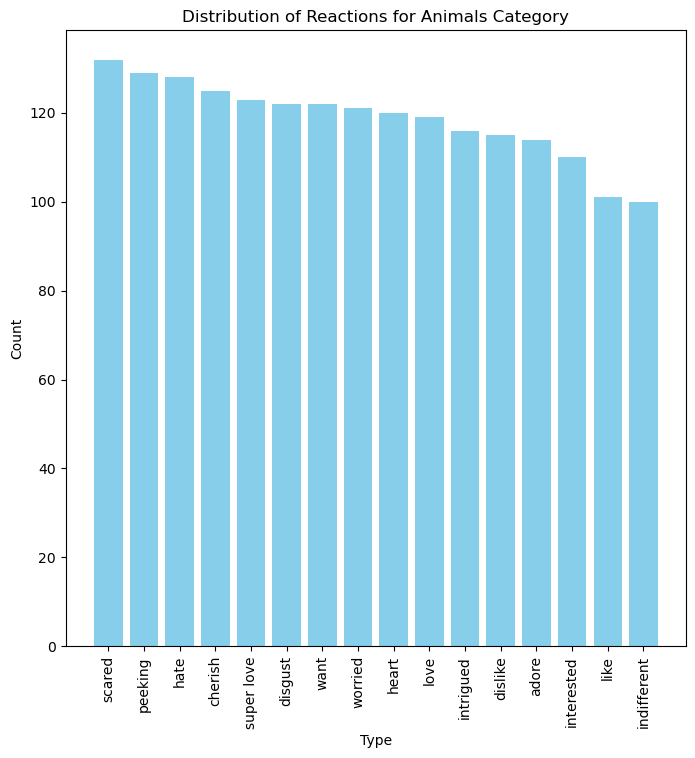 Distribution of Reactions for Animals Category
Count
120
100
80
60
40
20
0
scared
peeking
hate
cherish
super love
disgust
want
worried
heart
love
intrigued
dislike
adore
interested
like
indifferent
Type